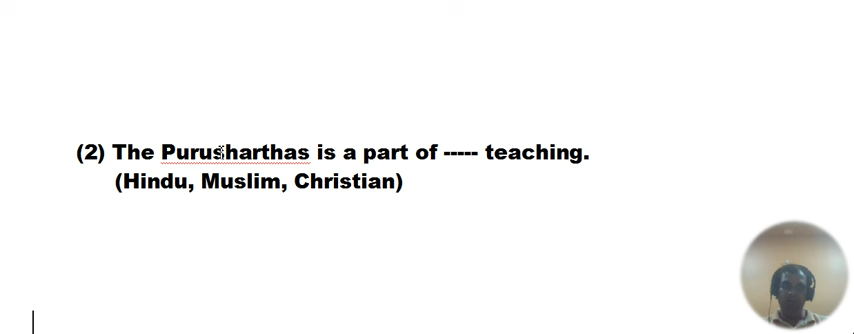 (2) The Purusharthas is a part of ----- teaching.
(Hindu, Muslim, Christian)